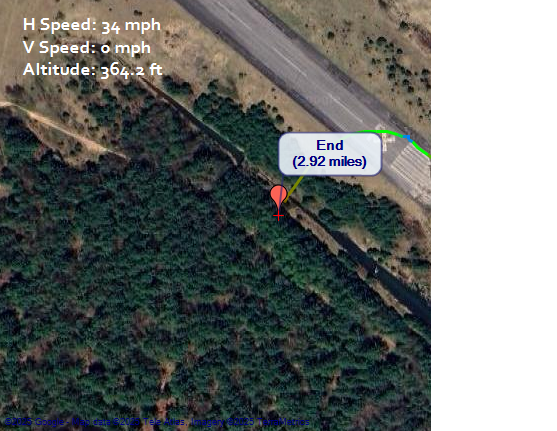 H Speed: 34 mph
V Speed: 0 mph
Altitude: 364.2 ft
End
(2.92 miles)